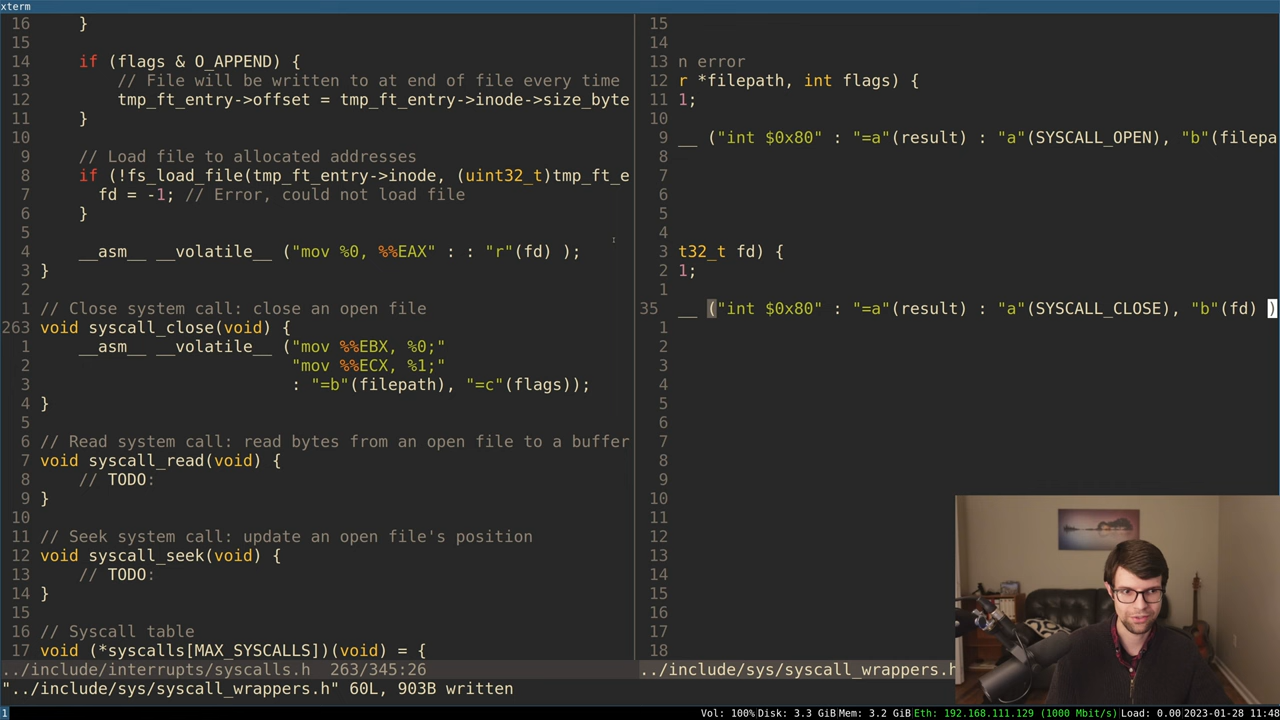 xterm
16     }
15
14     if (flags & O_APPEND) {
13         // File will be written to at end of file every time
12         tmp_ft_entry->offset = tmp_ft_entry->inode->size_byte
11     }
10
9     // Load file to allocated addresses
8     if (!fs_load_file(tmp_ft_entry->inode, (uint32_t)tmp_ft_e
7       fd = -1; // Error, could not load file
6     }
5
4     __asm__ __volatile__ ("mov %0, %%EAX" : : "r"(fd) );
3 }
2
1 // Close system call: close an open file
263 void syscall_close(void) {
1     __asm__ __volatile__ ("mov %%EBX, %0;"
2                           "mov %%ECX, %1;"
3                           : "=b"(filepath), "=c"(flags));
4 }
5
6 // Read system call: read bytes from an open file to a buffer
7 void syscall_read(void) {
8     // TODO:
9 }
10
11 // Seek system call: update an open file's position
12 void syscall_seek(void) {
13     // TODO:
14 }
15
16 // Syscall table
17 void (*syscalls[MAX_SYSCALLS])(void) = {
../include/interrupts/syscalls.h  263/345:26
15
14
13 n error
12 r *filepath, int flags) {
11 1;
10
9 __ ("int $0x80" : "=a"(result) : "a"(SYSCALL_OPEN), "b"(filepa
8
7
6
5
4
3 t32_t fd) {
2 1;
1
35 __ ("int $0x80" : "=a"(result) : "a"(SYSCALL_CLOSE), "b"(fd) )
1
2
3
4
5
6
7
8
9
10
11
12
13
14
15
16
17
18
../include/sys/syscall_wrappers.h
"../include/sys/syscall_wrappers.h" 60L, 903B written
1 Vol: 100% Disk: 3.3 GiB Mem: 3.2 GiB Eth: 192.168.111.129 (1000 Mbit/s) Load: 0.00 2023-01-28 11:48